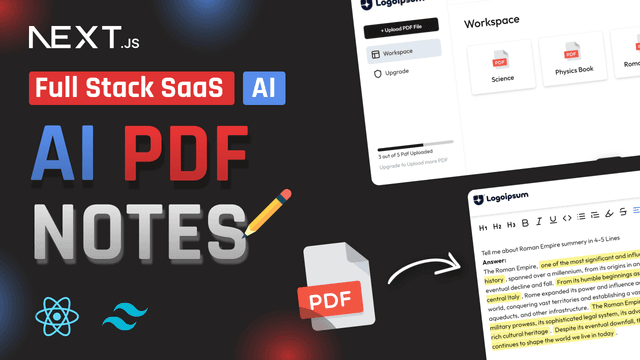 NEXT.JS
Full Stack SaaS AI
AI PDF
NOTES
PDF
Logoipsum
+ Upload PDF File
Workspace
Upgrade
3 out of 5 Pdf Uploaded
Upgrade to Upload more PDF
Workspace
PDF
Science
PDF
Physics Book
PDF
Roma
Logoipsum
H1 H2 H3 B I U <> S
Tell me about Roman Empire summery in 4-5 Lines
Answer:
The Roman Empire, one of the most significant and influ
history, spanned over a millennium, from its origins in an
eventual decline and fall. From its humble beginnings as
central Italy. Rome expanded its power and influence a
world, conquering vast territories and establishing a va
aqueducts, and other infrastructure. The Roman Empire
military prowess, its sophisticated legal system, its adva
rich cultural heritage. Despite its eventual downfall, th
continues to shape the world we live in today.